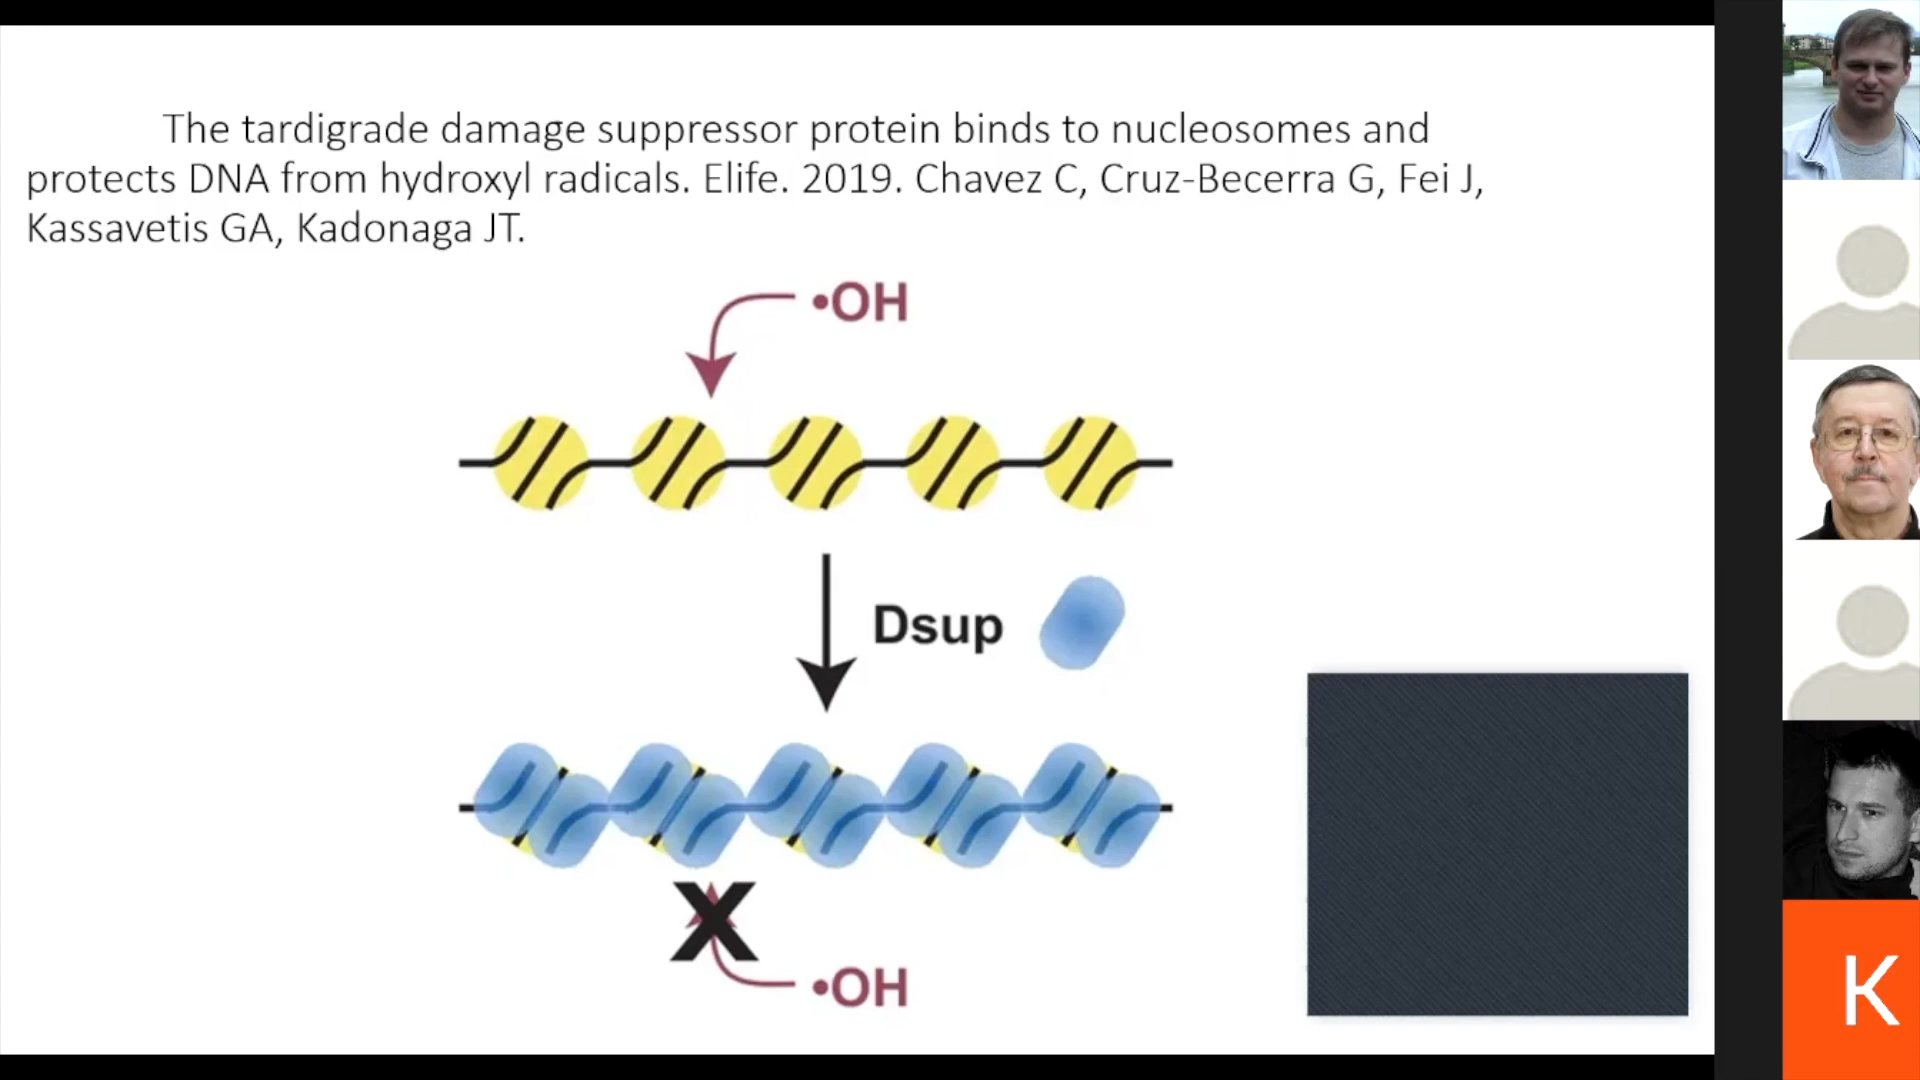 The tardigrade damage suppressor protein binds to nucleosomes and
protects DNA from hydroxyl radicals. Elife. 2019. Chavez C, Cruz-Becerra G, Fei J,
Kassavetis GA, Kadonaga JT.
•OH
Dsup
X
•OH
K